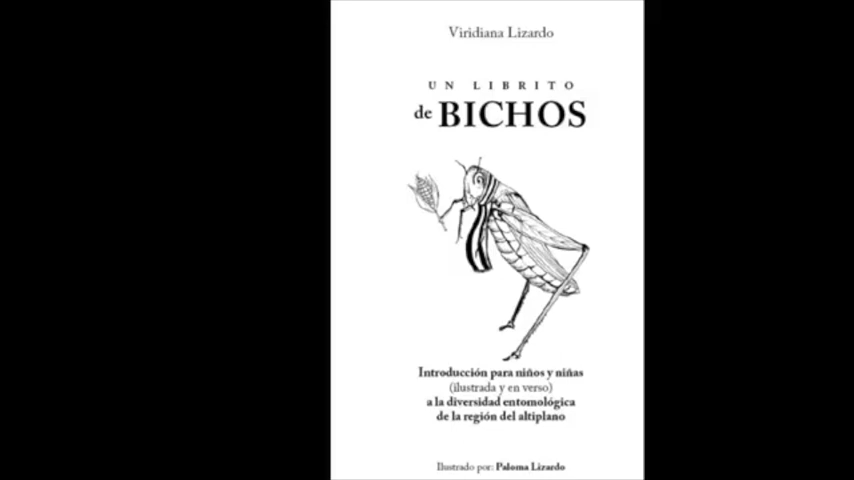 Viridiana Lizardo
UN LIBRITO
de BICHOS
Introducción para niños y niñas
(ilustrada y en verso)
a la diversidad entomológica
de la región del altiplano
Ilustrado por: Paloma Lizardo